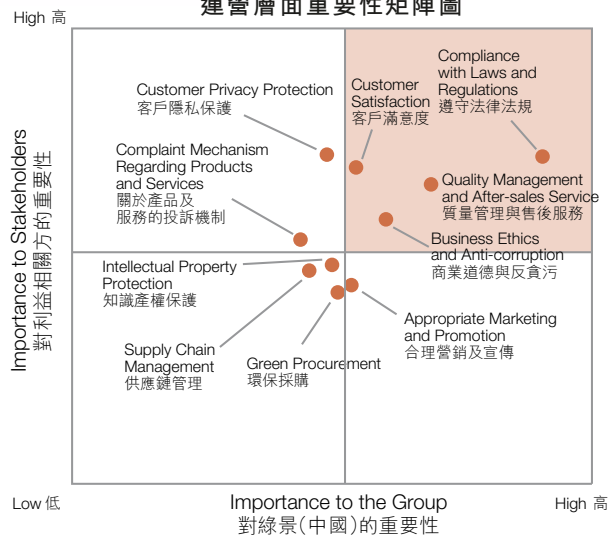 運營層面重要性矩陣圖
High 高
Importance to Stakeholders
對利益相關方的重要性
Customer Privacy Protection
客戶隱私保護
Customer
Satisfaction
客戶滿意度
Compliance
with Laws and
Regulations
遵守法律法規
Complaint Mechanism
Regarding Products
and Services
關於產品及
服務的投訴機制
Quality Management
and After-sales Service
質量管理與售後服務
Business Ethics
and Anti-corruption
商業道德與反貪污
Intellectual Property
Protection
知識產權保護
Appropriate Marketing
and Promotion
合理營銷及宣傳
Supply Chain
Management
供應鏈管理
Green Procurement
環保採購
Low 低
Importance to the Group
對綠景(中國)的重要性
High 高